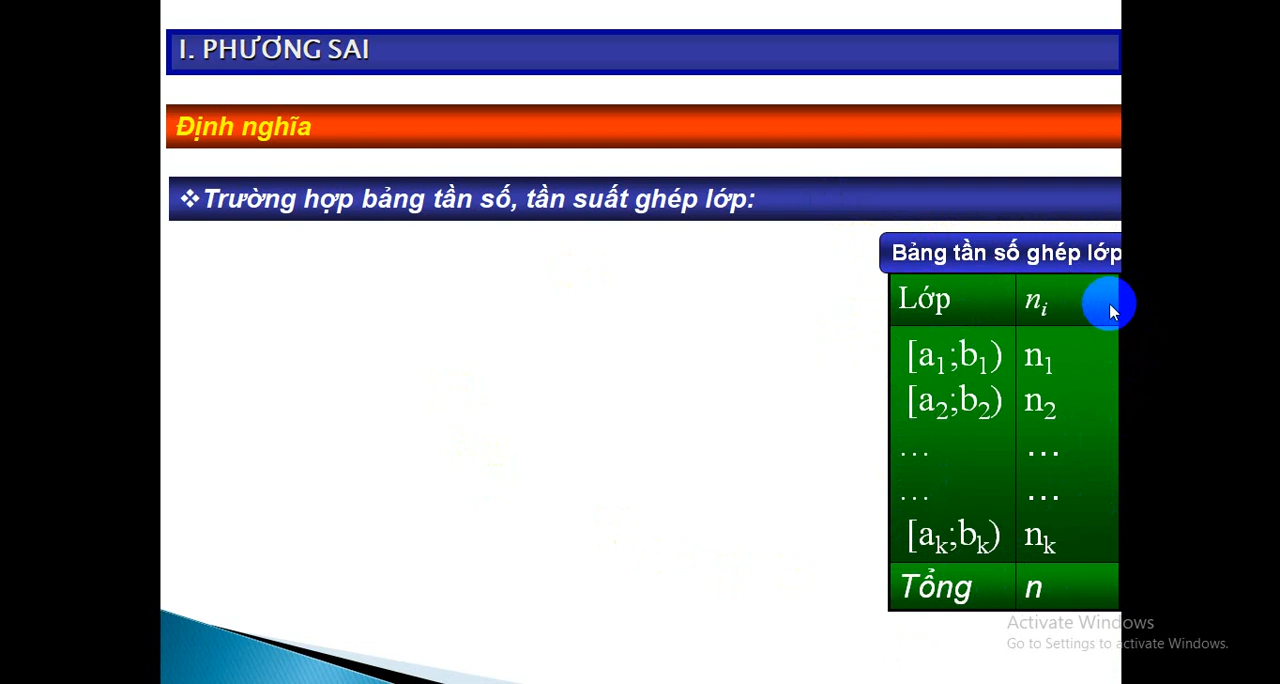 I. PHƯƠNG SAI
Định nghĩa
❖Trường hợp bảng tần số, tần suất ghép lớp:
Bảng tần số ghép lớp
Lớp nᵢ
[a₁;b₁) n₁
[a₂;b₂) n₂
... ...
... ...
[aₖ;bₖ) nₖ
Tổng n
Activate Windows
Go to Settings to activate Windows.